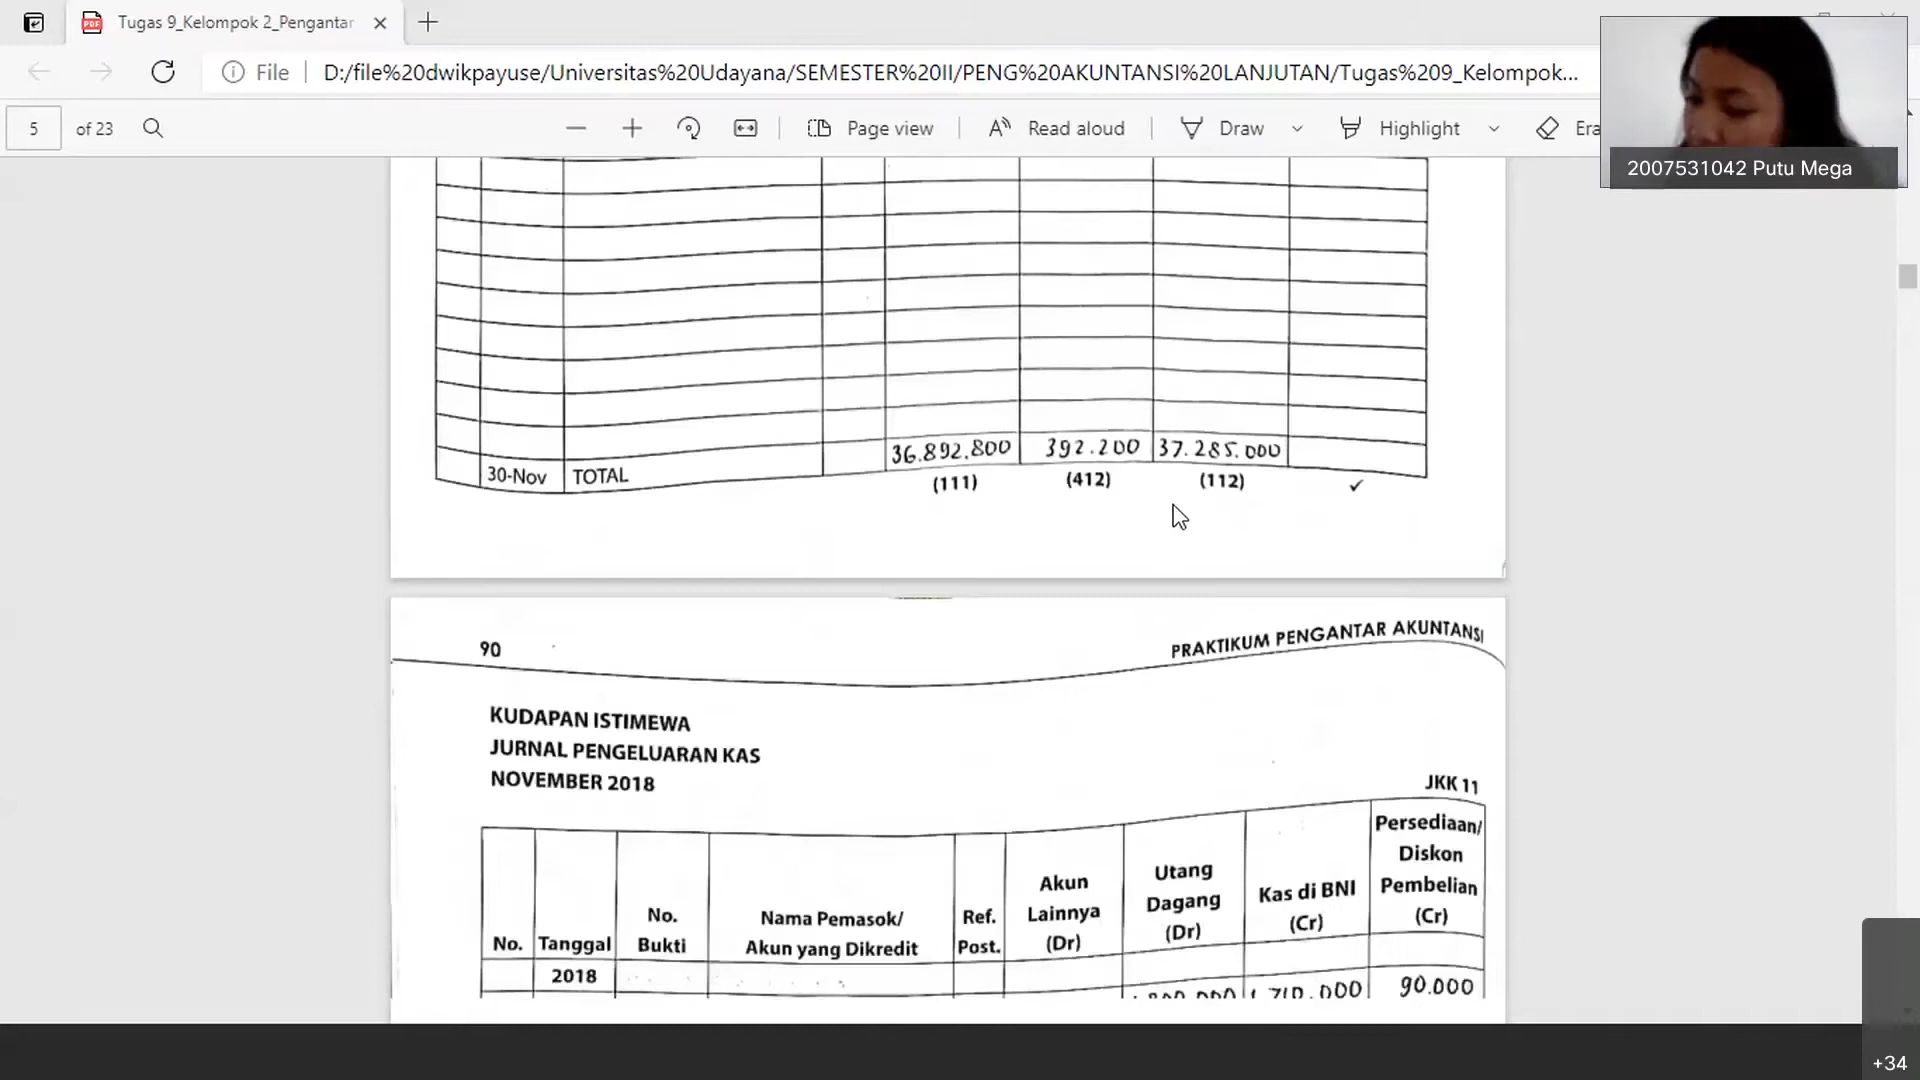 Tugas 9_Kelompok 2_Pengantar
File
D:/file%20dwikpayuse/Universitas%20Udayana/SEMESTER%20II/PENG%20AKUNTANSI%20LANJUTAN/Tugas%209_Kelompok...
5 of 23
Page view
Read aloud
Draw
Highlight
Era
2007531042 Putu Mega
30-Nov TOTAL 36.892.800 392.200 37.285.000
(111) (412) (112) ✓
90
PRAKTIKUM PENGANTAR AKUNTANSI
KUDAPAN ISTIMEWA
JURNAL PENGELUARAN KAS
NOVEMBER 2018
JKK 11
No.
Tanggal
No.
Bukti
Nama Pemasok/
Akun yang Dikredit
Ref.
Post.
Akun
Lainnya
(Dr)
Utang
Dagang
(Dr)
Kas di BNI
(Cr)
Persediaan/
Diskon
Pembelian
(Cr)
2018
90.000
+34